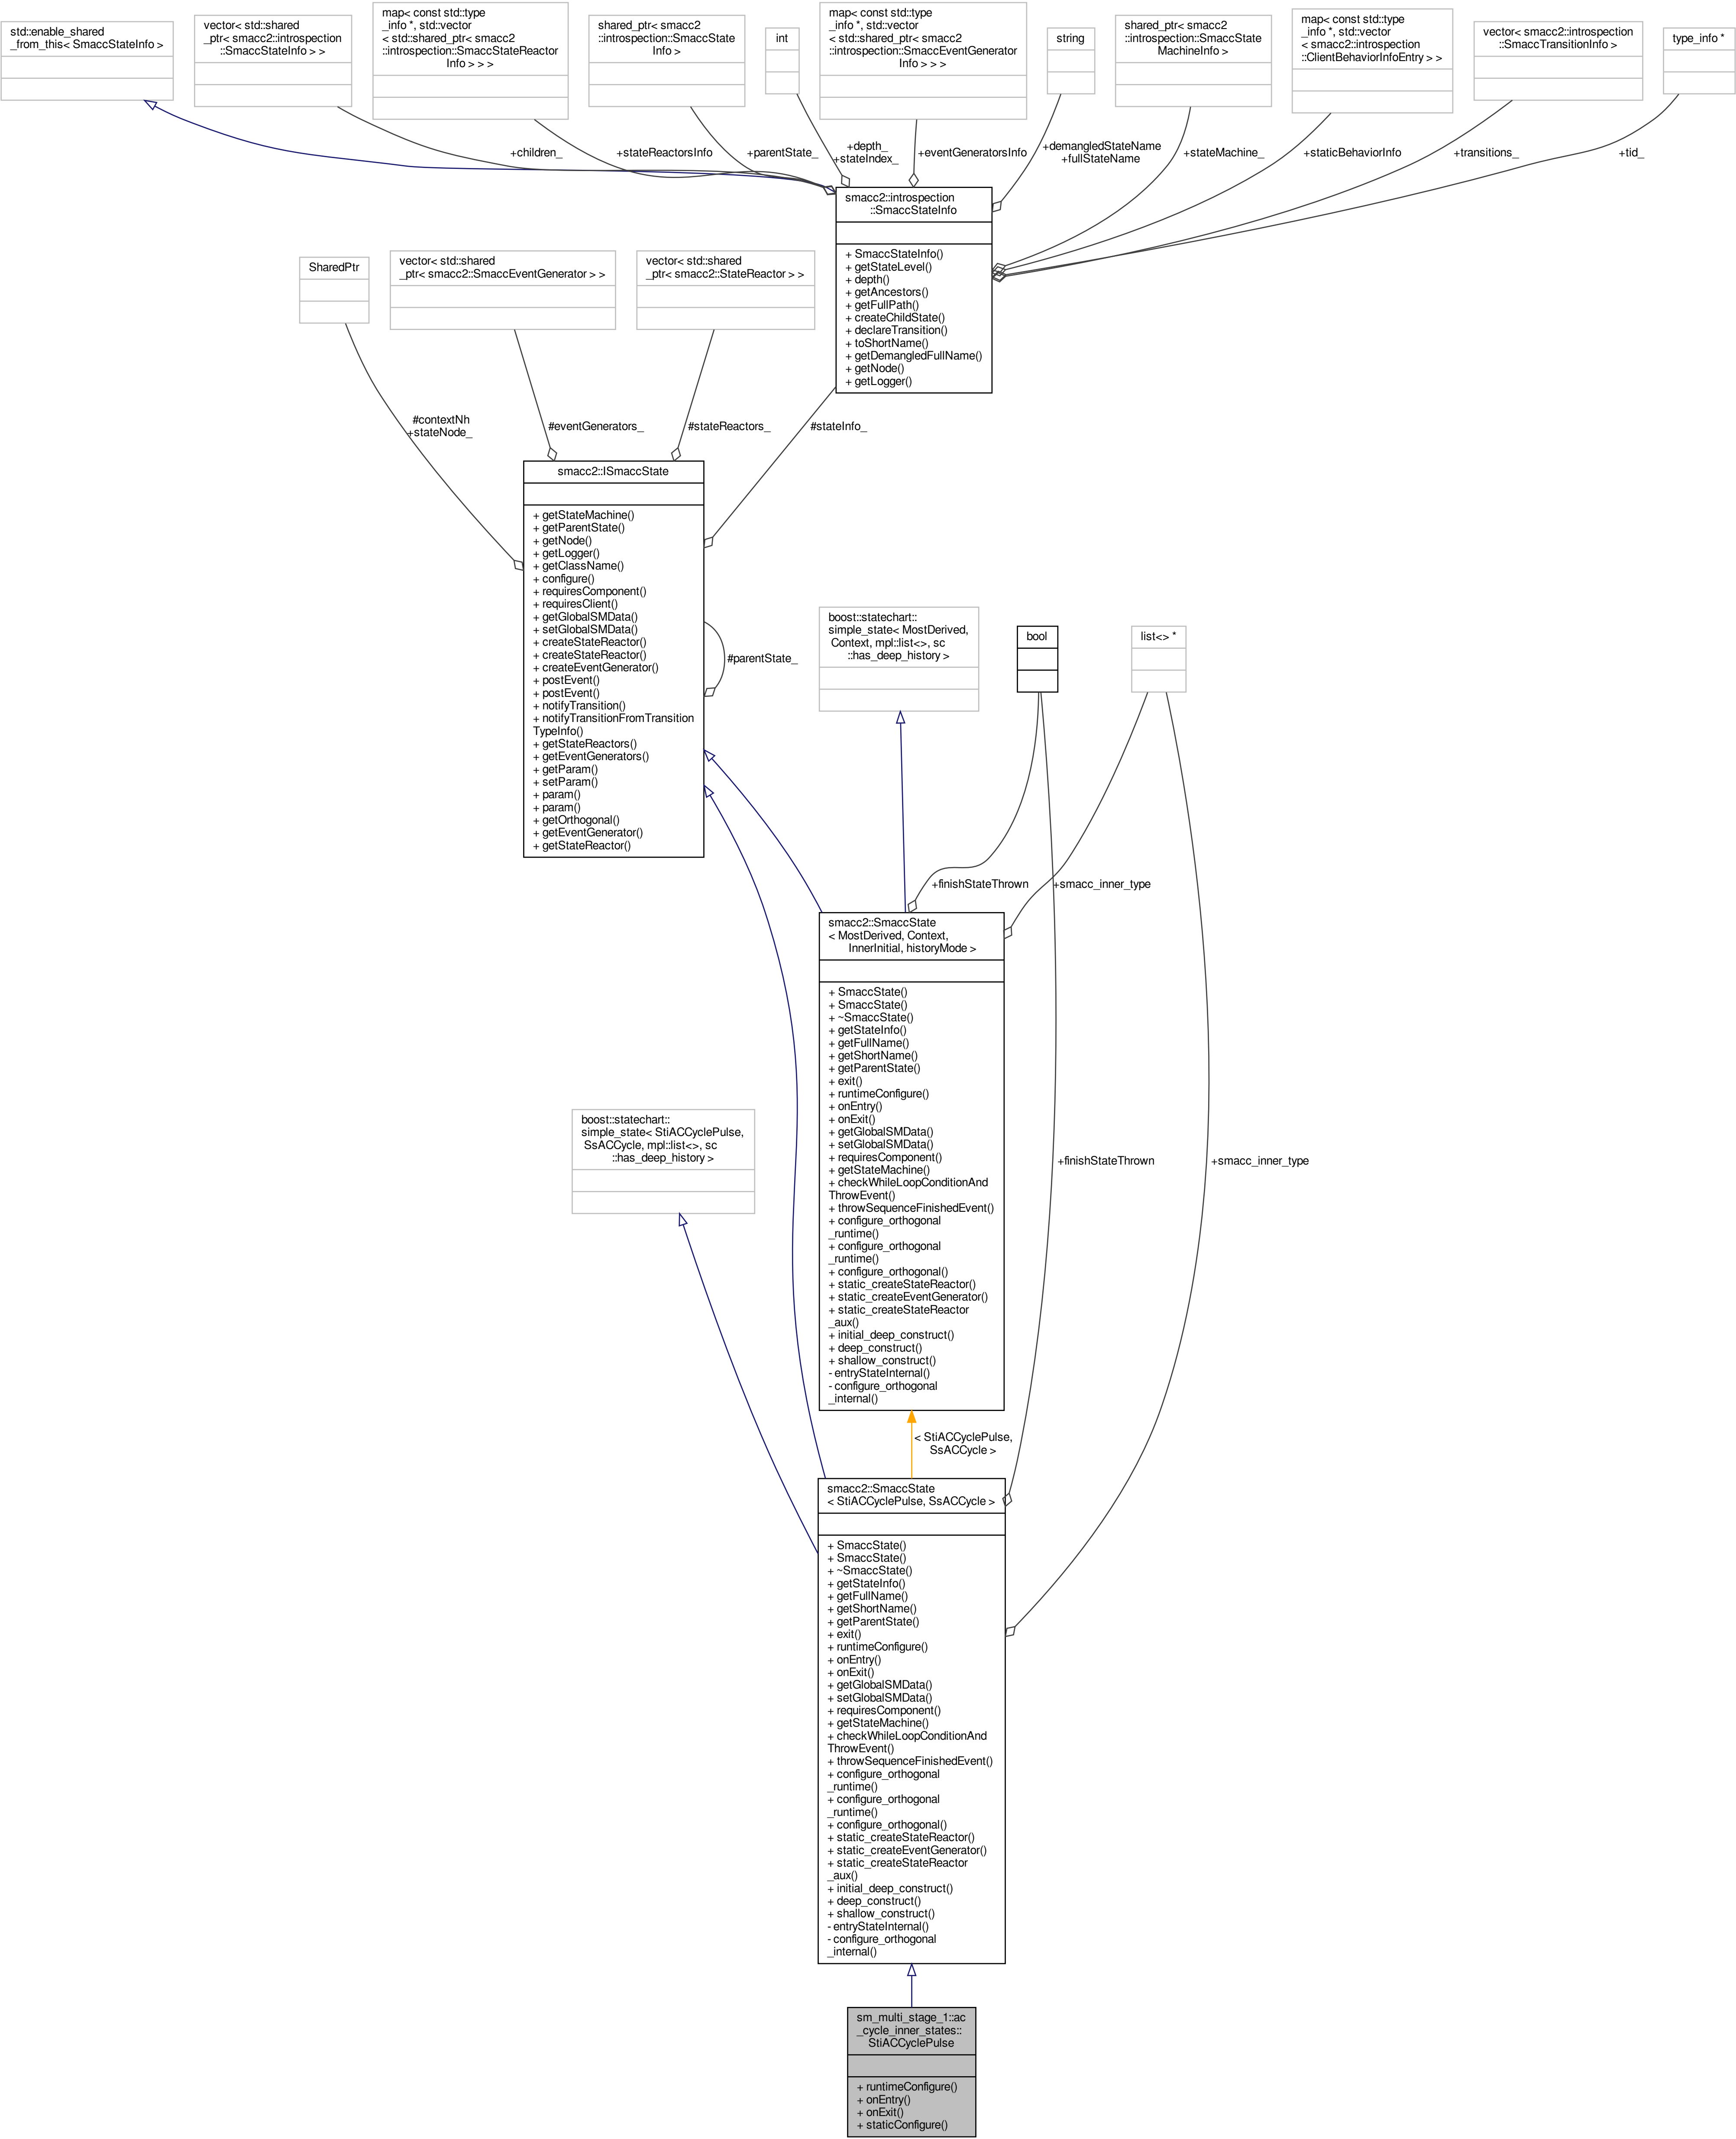 std::enable_shared
_from_this< SmaccStateInfo >
vector< std::shared
_ptr< smacc2::introspection
::SmaccStateInfo > >
map< const std::type
_info *, std::vector
< std::shared_ptr< smacc2
::introspection::SmaccStateReactor
Info > > >
shared_ptr< smacc2
::introspection::SmaccState
Info >
int
map< const std::type
_info *, std::vector
< std::shared_ptr< smacc2
::introspection::SmaccEventGenerator
Info > > >
string
shared_ptr< smacc2
::introspection::SmaccState
MachineInfo >
map< const std::type
_info *, std::vector
< smacc2::introspection
::ClientBehaviorInfoEntry > >
vector< smacc2::introspection
::SmaccTransitionInfo >
type_info *
+children_
+stateReactorsInfo
+parentState_
+depth_
+stateIndex_
+eventGeneratorsInfo
+demangledStateName
+fullStateName
+stateMachine_
+staticBehaviorInfo
+transitions_
+tid_
smacc2::introspection
::SmaccStateInfo
+ SmaccStateInfo()
+ getStateLevel()
+ depth()
+ getAncestors()
+ getFullPath()
+ createChildState()
+ declareTransition()
+ toShortName()
+ getDemangledFullName()
+ getNode()
+ getLogger()
SharedPtr
vector< std::shared
_ptr< smacc2::SmaccEventGenerator > >
vector< std::shared
_ptr< smacc2::StateReactor > >
#contextNh
+stateNode_
#eventGenerators_
#stateReactors_
#stateInfo_
smacc2::ISmaccState
+ getStateMachine()
+ getParentState()
+ getNode()
+ getLogger()
+ getClassName()
+ configure()
+ requiresComponent()
+ requiresClient()
+ getGlobalSMData()
+ setGlobalSMData()
+ createStateReactor()
+ createStateReactor()
+ createEventGenerator()
+ postEvent()
+ postEvent()
+ notifyTransition()
+ notifyTransitionFromTransition
TypeInfo()
+ getStateReactors()
+ getEventGenerators()
+ getParam()
+ setParam()
+ param()
+ param()
+ getOrthogonal()
+ getEventGenerator()
+ getStateReactor()
#parentState_
boost::statechart::
simple_state< MostDerived,
Context, mpl::list<>, sc
::has_deep_history >
bool
list<> *
+finishStateThrown
+smacc_inner_type
smacc2::SmaccState
< MostDerived, Context,
InnerInitial, historyMode >
+ SmaccState()
+ SmaccState()
+ ~SmaccState()
+ getStateInfo()
+ getFullName()
+ getShortName()
+ getParentState()
+ exit()
+ runtimeConfigure()
+ onEntry()
+ onExit()
+ getGlobalSMData()
+ setGlobalSMData()
+ requiresComponent()
+ getStateMachine()
+ checkWhileLoopConditionAnd
ThrowEvent()
+ throwSequenceFinishedEvent()
+ configure_orthogonal
_runtime()
+ configure_orthogonal
_runtime()
+ configure_orthogonal()
+ static_createStateReactor()
+ static_createEventGenerator()
+ static_createStateReactor
_aux()
+ initial_deep_construct()
+ deep_construct()
+ shallow_construct()
- entryStateInternal()
- configure_orthogonal
_internal()
boost::statechart::
simple_state< StiACCyclePulse,
SsACCycle, mpl::list<>, sc
::has_deep_history >
+finishStateThrown
+smacc_inner_type
< StiACCyclePulse,
SsACCycle >
smacc2::SmaccState
< StiACCyclePulse, SsACCycle >
+ SmaccState()
+ SmaccState()
+ ~SmaccState()
+ getStateInfo()
+ getFullName()
+ getShortName()
+ getParentState()
+ exit()
+ runtimeConfigure()
+ onEntry()
+ onExit()
+ getGlobalSMData()
+ setGlobalSMData()
+ requiresComponent()
+ getStateMachine()
+ checkWhileLoopConditionAnd
ThrowEvent()
+ throwSequenceFinishedEvent()
+ configure_orthogonal
_runtime()
+ configure_orthogonal
_runtime()
+ configure_orthogonal()
+ static_createStateReactor()
+ static_createEventGenerator()
+ static_createStateReactor
_aux()
+ initial_deep_construct()
+ deep_construct()
+ shallow_construct()
- entryStateInternal()
- configure_orthogonal
_internal()
sm_multi_stage_1::ac
_cycle_inner_states::
StiACCyclePulse
+ runtimeConfigure()
+ onEntry()
+ onExit()
+ staticConfigure()